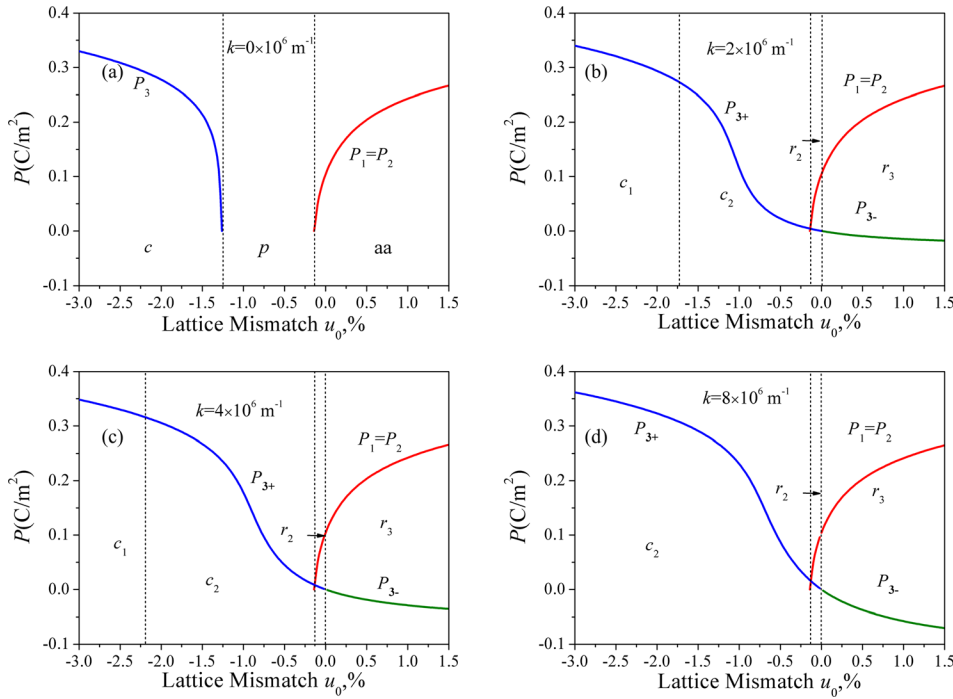 0.4
0.3
0.2
0.1
0.0
-0.1
P(C/m²)
(a)
k=0×10⁶ m⁻¹
P₃
P₁=P₂
c
p
aa
-3.0 -2.5 -2.0 -1.5 -1.0 -0.5 0.0 0.5 1.0 1.5
Lattice Mismatch u₀,%
0.4
0.3
0.2
0.1
0.0
-0.1
P(C/m²)
(b)
k=2×10⁶ m⁻¹
P₁=P₂
P₃₊
r₂
r₃
c₁
c₂
P₃₋
-3.0 -2.5 -2.0 -1.5 -1.0 -0.5 0.0 0.5 1.0 1.5
Lattice Mismatch u₀,%
0.4
0.3
0.2
0.1
0.0
-0.1
P(C/m²)
(c)
k=4×10⁶ m⁻¹
P₁=P₂
P₃₊
r₂
r₃
c₁
c₂
P₃₋
-3.0 -2.5 -2.0 -1.5 -1.0 -0.5 0.0 0.5 1.0 1.5
Lattice Mismatch u₀,%
0.4
0.3
0.2
0.1
0.0
-0.1
P(C/m²)
(d)
k=8×10⁶ m⁻¹
P₃₊
P₁=P₂
r₂
r₃
c₂
P₃₋
-3.0 -2.5 -2.0 -1.5 -1.0 -0.5 0.0 0.5 1.0 1.5
Lattice Mismatch u₀,%